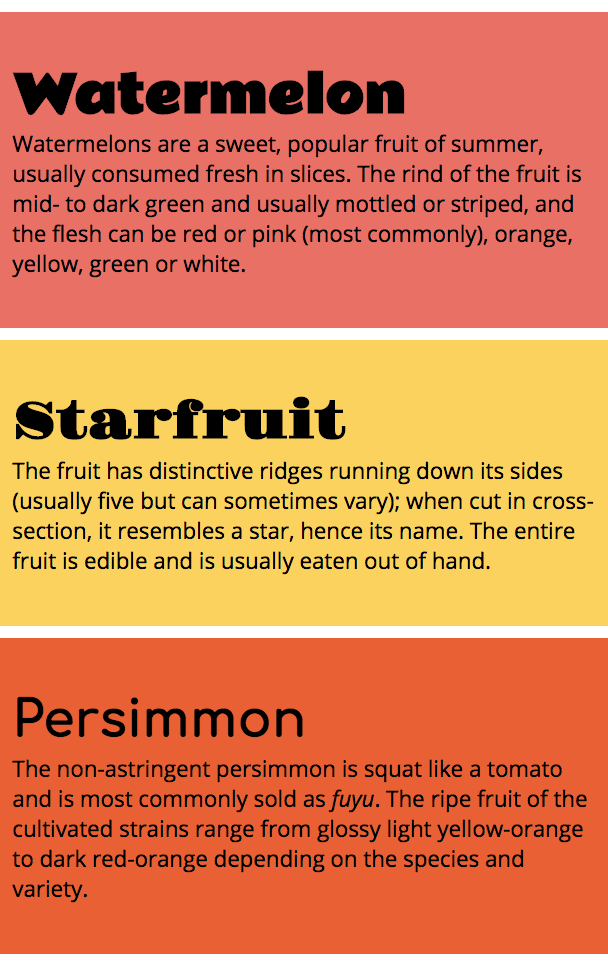 Watermelon
Watermelons are a sweet, popular fruit of summer,
usually consumed fresh in slices. The rind of the fruit is
mid- to dark green and usually mottled or striped, and
the flesh can be red or pink (most commonly), orange,
yellow, green or white.
Starfruit
The fruit has distinctive ridges running down its sides
(usually five but can sometimes vary); when cut in cross-
section, it resembles a star, hence its name. The entire
fruit is edible and is usually eaten out of hand.
Persimmon
The non-astringent persimmon is squat like a tomato
and is most commonly sold as fuyu. The ripe fruit of the
cultivated strains range from glossy light yellow-orange
to dark red-orange depending on the species and
variety.